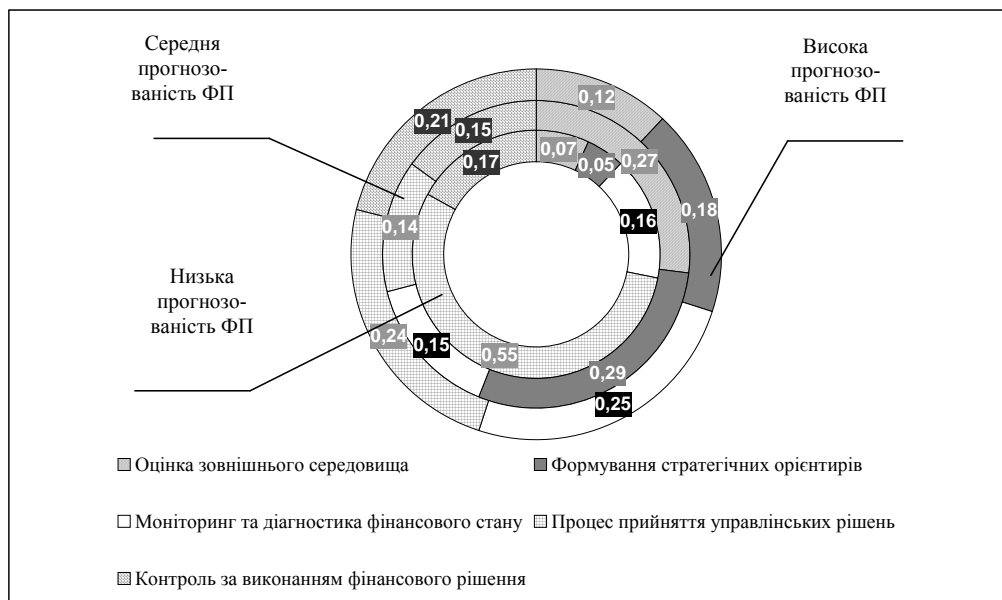 Середня
прогнозо-
ваність ФП
Висока
прогнозо-
ваність ФП
Низька
прогнозо-
ваність ФП
0,12
0,21
0,15
0,07
0,05
0,27
0,17
0,18
0,16
0,14
0,24
0,15
0,55
0,29
0,25
Оцінка зовнішнього середовища
Формування стратегічних орієнтирів
Моніторинг та діагностика фінансового стану
Процес прийняття управлінських рішень
Контроль за виконанням фінансового рішення